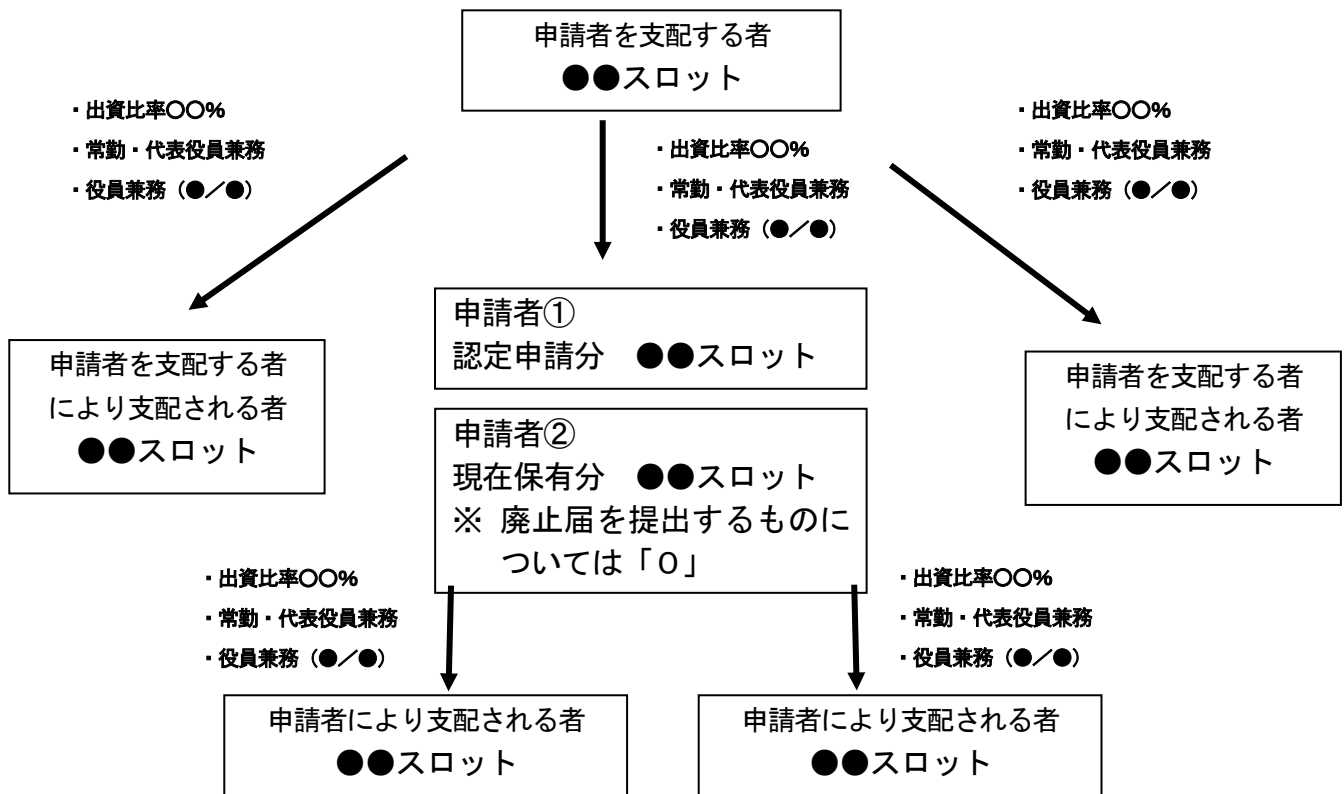 申請者を支配する者
●●スロット
・出資比率○○%
・常勤・代表役員兼務
・役員兼務（●／●）
・出資比率○○%
・常勤・代表役員兼務
・役員兼務（●／●）
・出資比率○○%
・常勤・代表役員兼務
・役員兼務（●／●）
申請者を支配する者
により支配される者
●●スロット
申請者①
認定申請分　●●スロット
申請者②
現在保有分　●●スロット
※ 廃止届を提出するものに
ついては「０」
申請者を支配する者
により支配される者
●●スロット
・出資比率○○%
・常勤・代表役員兼務
・役員兼務（●／●）
・出資比率○○%
・常勤・代表役員兼務
・役員兼務（●／●）
申請者により支配される者
●●スロット
申請者により支配される者
●●スロット